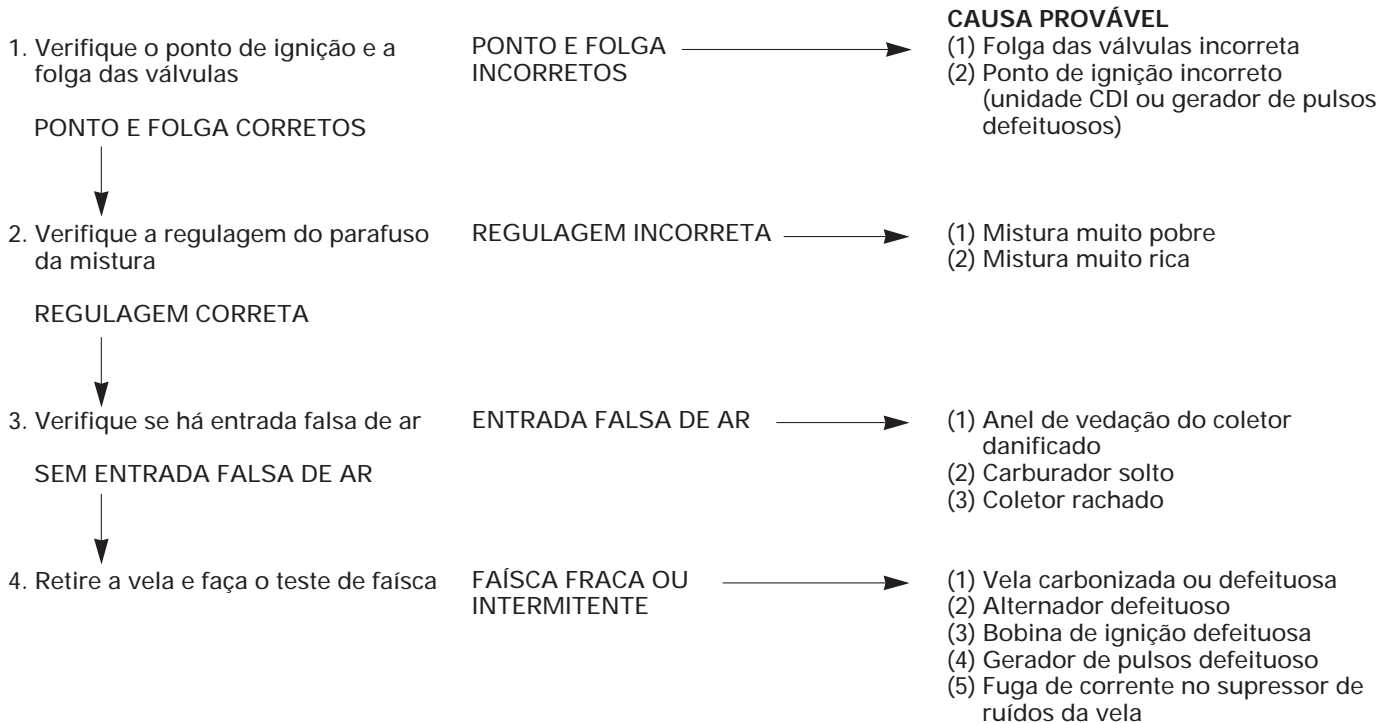 CAUSA PROVÁVEL
1. Verifique o ponto de ignição e a
folga das válvulas
PONTO E FOLGA
INCORRETOS
(1) Folga das válvulas incorreta
(2) Ponto de ignição incorreto
(unidade CDI ou gerador de pulsos
defeituosos)
PONTO E FOLGA CORRETOS
2. Verifique a regulagem do parafuso
da mistura
REGULAGEM INCORRETA
(1) Mistura muito pobre
(2) Mistura muito rica
REGULAGEM CORRETA
3. Verifique se há entrada falsa de ar
ENTRADA FALSA DE AR
(1) Anel de vedação do coletor
danificado
(2) Carburador solto
(3) Coletor rachado
SEM ENTRADA FALSA DE AR
4. Retire a vela e faça o teste de faísca
FAÍSCA FRACA OU
INTERMITENTE
(1) Vela carbonizada ou defeituosa
(2) Alternador defeituoso
(3) Bobina de ignição defeituosa
(4) Gerador de pulsos defeituoso
(5) Fuga de corrente no supressor de
ruídos da vela